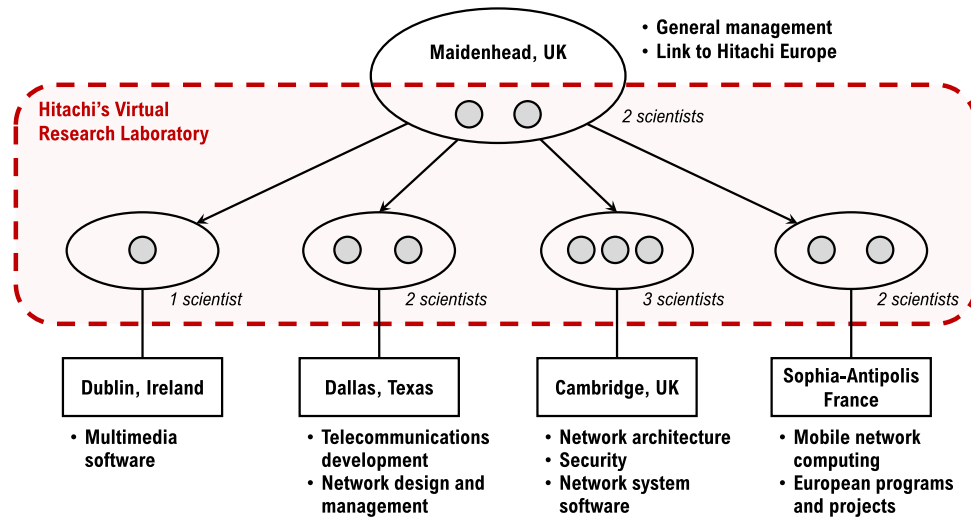 Maidenhead, UK
• General management
• Link to Hitachi Europe
Hitachi's Virtual
Research Laboratory
2 scientists
1 scientist
2 scientists
3 scientists
2 scientists
Dublin, Ireland
• Multimedia
software
Dallas, Texas
• Telecommunications
development
• Network design and
management
Cambridge, UK
• Network architecture
• Security
• Network system
software
Sophia-Antipolis
France
• Mobile network
computing
• European programs
and projects